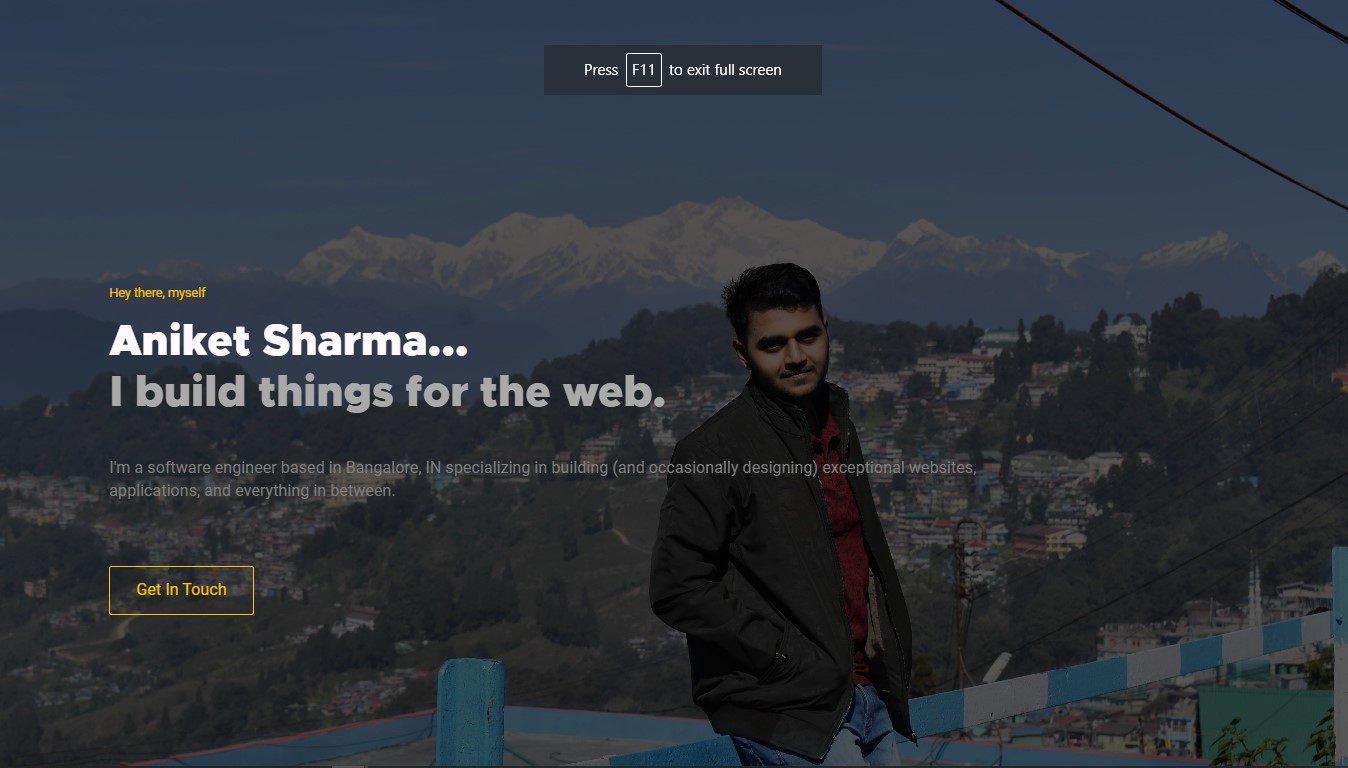 Press F11 to exit full screen
Hey there, myself
Aniket Sharma...
I build things for the web.
I'm a software engineer based in Bangalore, IN specializing in building (and occasionally designing) exceptional websites,
applications, and everything in between.
Get In Touch